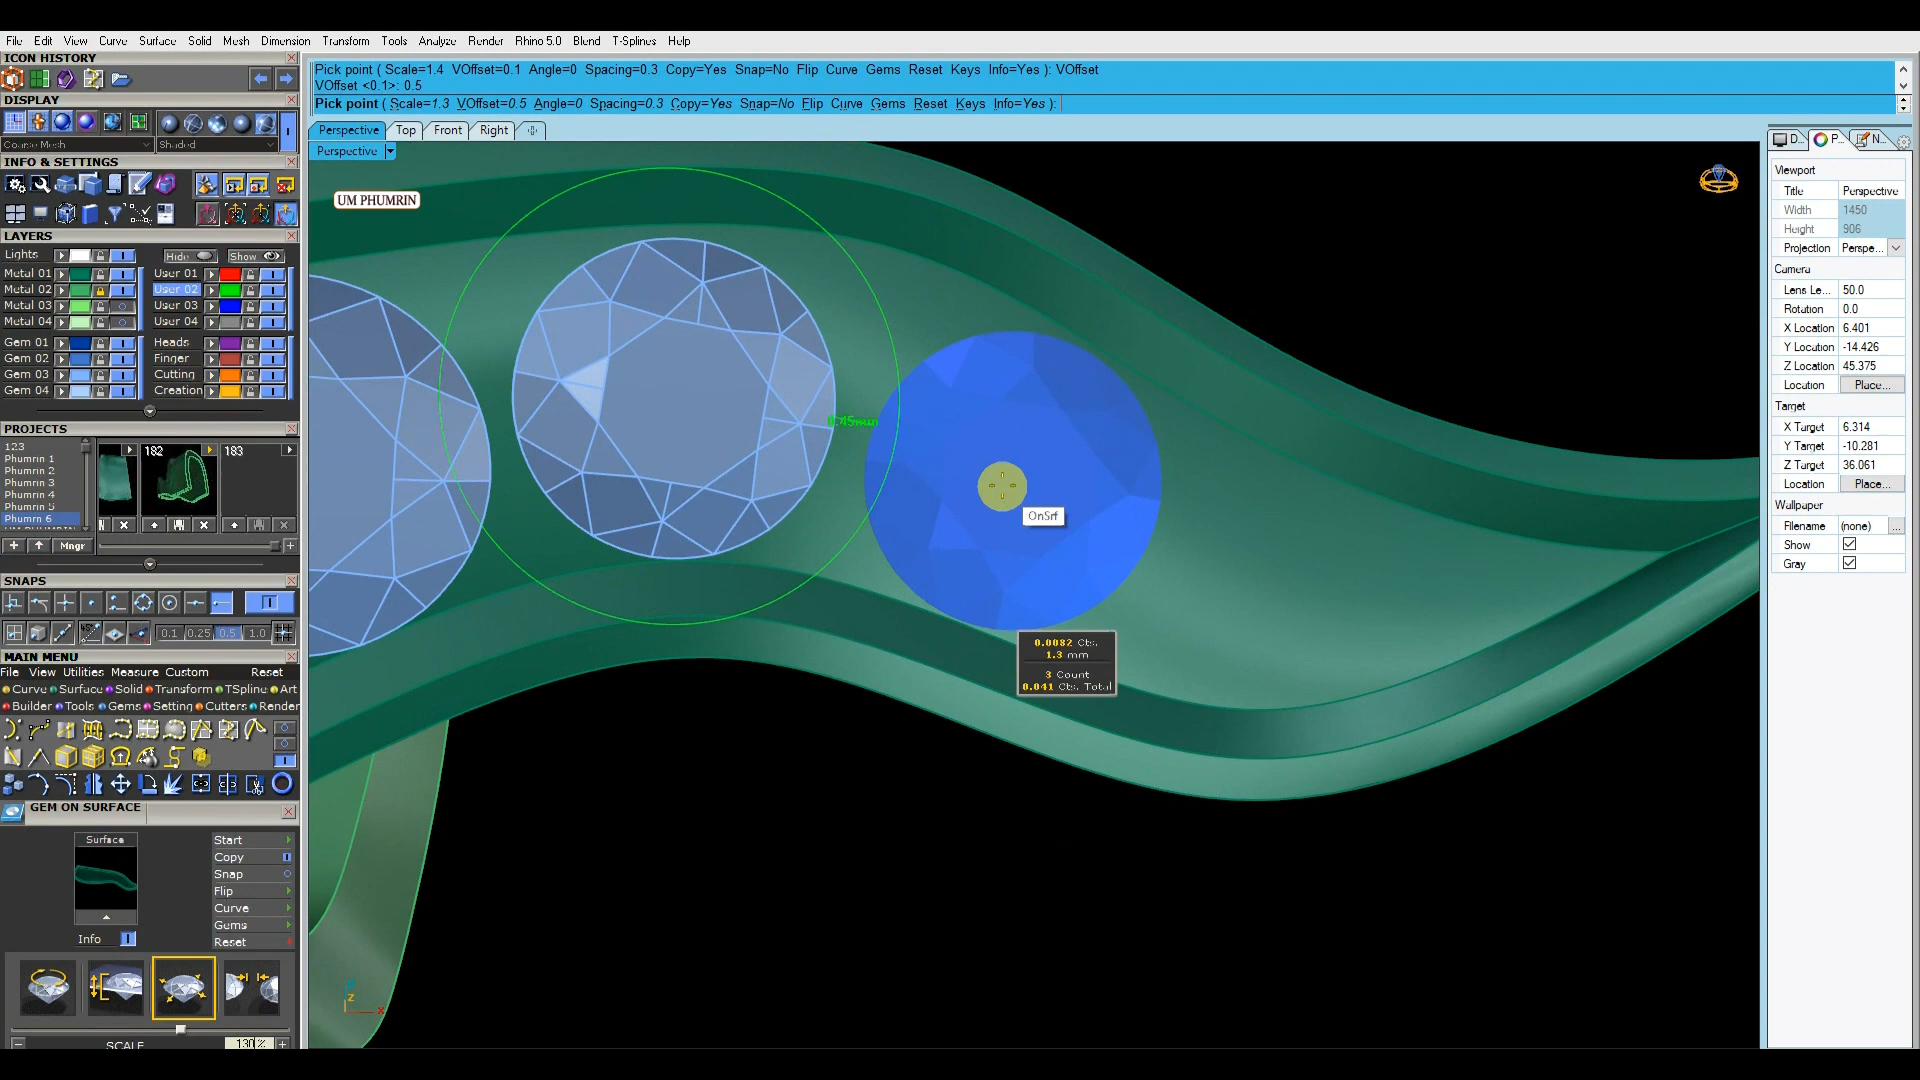 File Edit View Curve Surface Solid Mesh Dimension Transform Tools Analyze Render Rhino 5.0 Blend T-Splines Help
ICON HISTORY
DISPLAY
Coarse Mesh
Shaded
INFO & SETTINGS
LAYERS
Lights
Hide
Show
Metal 01
User 01
Metal 02
User 02
Metal 03
User 03
Metal 04
User 04
Gem 01
Heads
Gem 02
Finger
Gem 03
Cutting
Gem 04
Creation
PROJECTS
123
Phumrin 1
Phumrin 2
Phumrin 3
Phumrin 4
Phumrin 5
Phumrn 6
182
183
Mngr
SNAPS
0.1 0.25 0.5 1.0
MAIN MENU
File View Utilities Measure Custom Reset
Curve Surface Solid Transform TSpline Art
Builder Tools Gems Setting Cutters Render
GEM ON SURFACE
Surface
Info
Start
Copy
Snap
Flip
Curve
Gems
Reset
SCALE
130%
Pick point ( Scale=1.4 VOffset=0.1 Angle=0 Spacing=0.3 Copy=Yes Snap=No Flip Curve Gems Reset Keys Info=Yes ): VOffset
VOffset <0.1>: 0.5
Pick point ( Scale=1.3 VOffset=0.5 Angle=0 Spacing=0.3 Copy=Yes Snap=No Flip Curve Gems Reset Keys Info=Yes ):
Perspective Top Front Right
Perspective
UM PHUMRIN
0.45mm
OnSrf
0.0082 Cts.
1.3 mm
3 Count
0.041 Cts. Total
z
x
D... P... N...
Viewport
Title Perspective
Width 1450
Height 906
Projection Perspe...
Camera
Lens Le... 50.0
Rotation 0.0
X Location 6.401
Y Location -14.426
Z Location 45.375
Location Place...
Target
X Target 6.314
Y Target -10.281
Z Target 36.061
Location Place...
Wallpaper
Filename (none) ...
Show
Gray